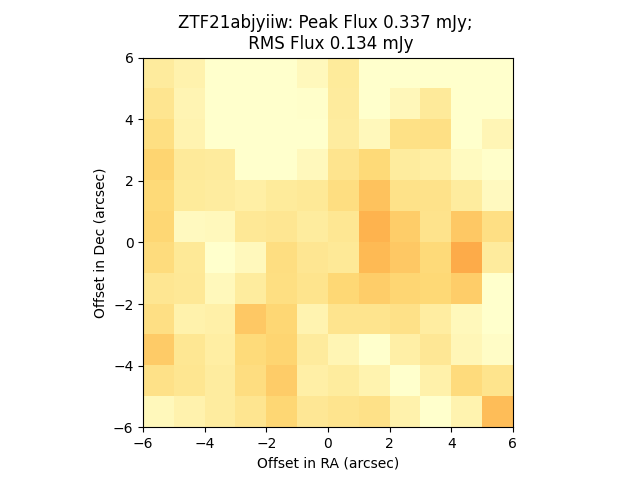 ZTF21abjyiiw: Peak Flux 0.337 mJy;
RMS Flux 0.134 mJy
6
4
2
0
−2
−4
−6
Offset in Dec (arcsec)
−6 −4 −2 0 2 4 6
Offset in RA (arcsec)